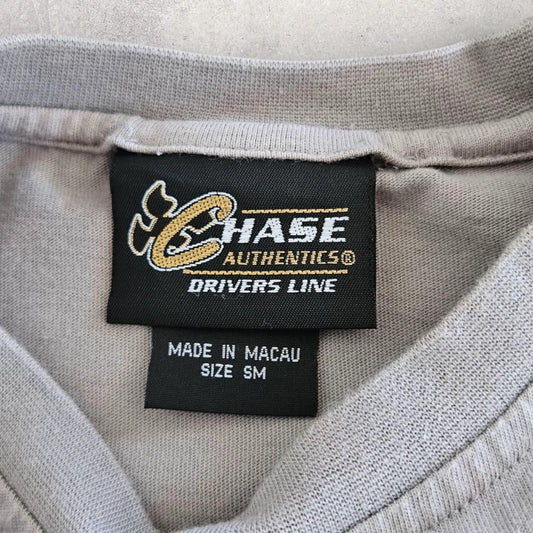 CHASE
AUTHENTICS®
DRIVERS LINE
MADE IN MACAU
SIZE SM